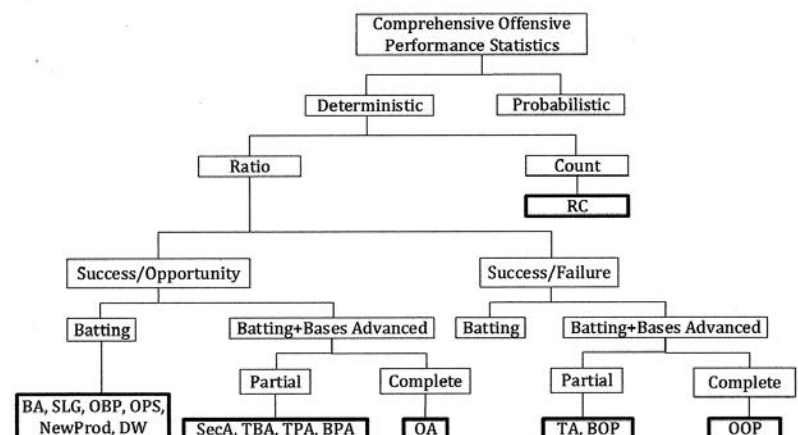 Comprehensive Offensive
Performance Statistics
Deterministic
Probabilistic
Ratio
Count
RC
Success/Opportunity
Success/Failure
Batting
Batting+Bases Advanced
Batting
Batting+Bases Advanced
Partial
Complete
Partial
Complete
BA, SLG, OBP, OPS,
NewProd, DW
SecA, TBA, TPA, BPA
OA
TA, BOP
OOP